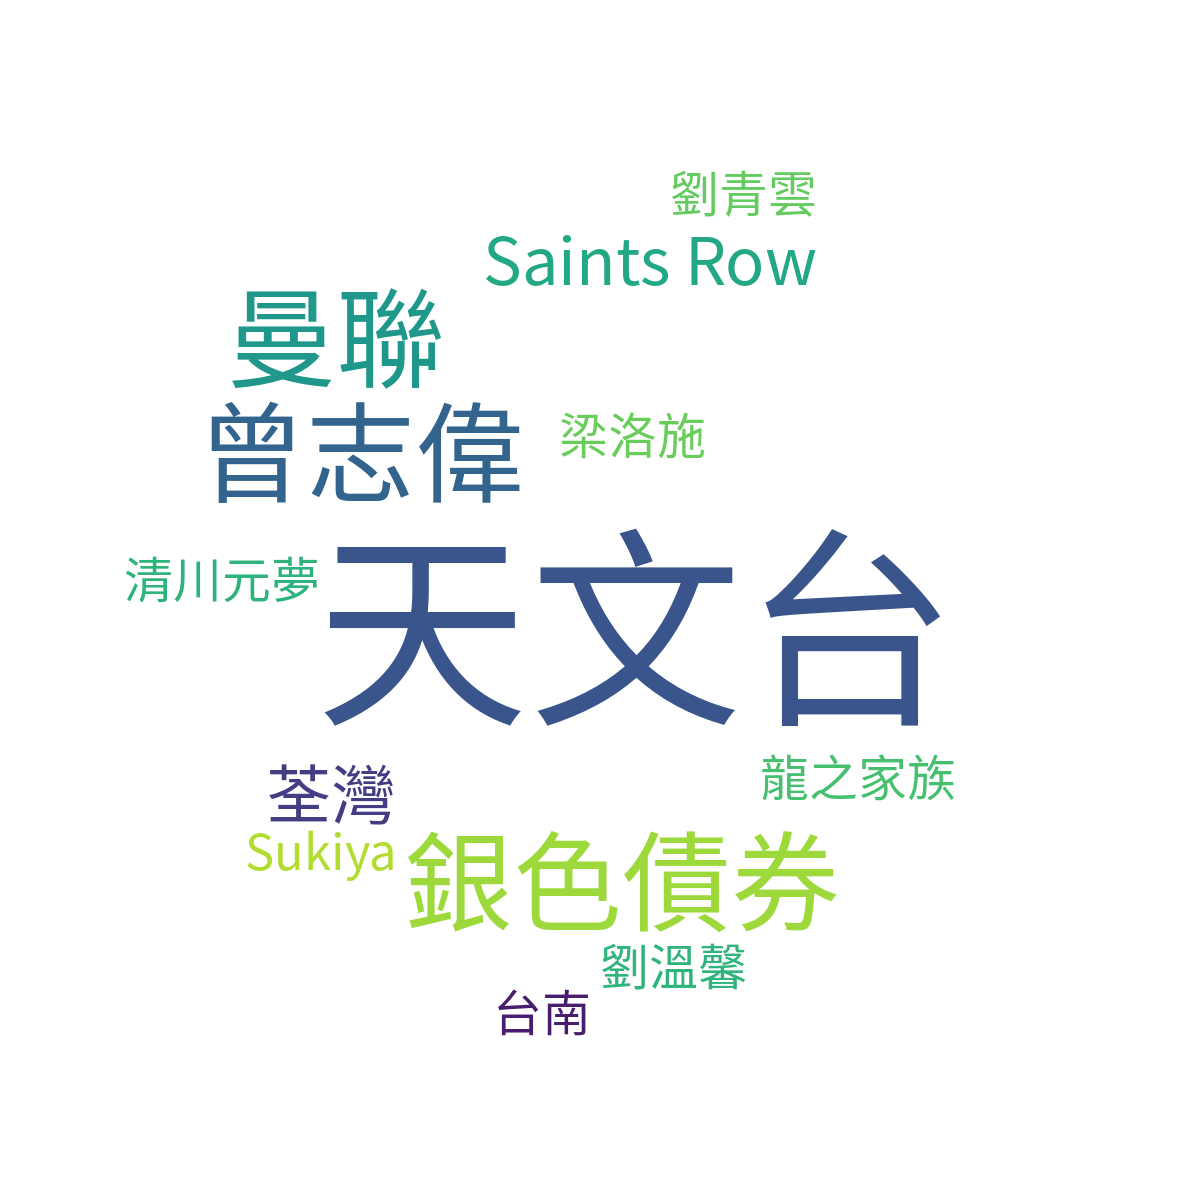 劉青雲
Saints Row
曼聯
曾志偉
梁洛施
天文台
清川元夢
龍之家族
荃灣
Sukiya
銀色債券
劉溫馨
台南